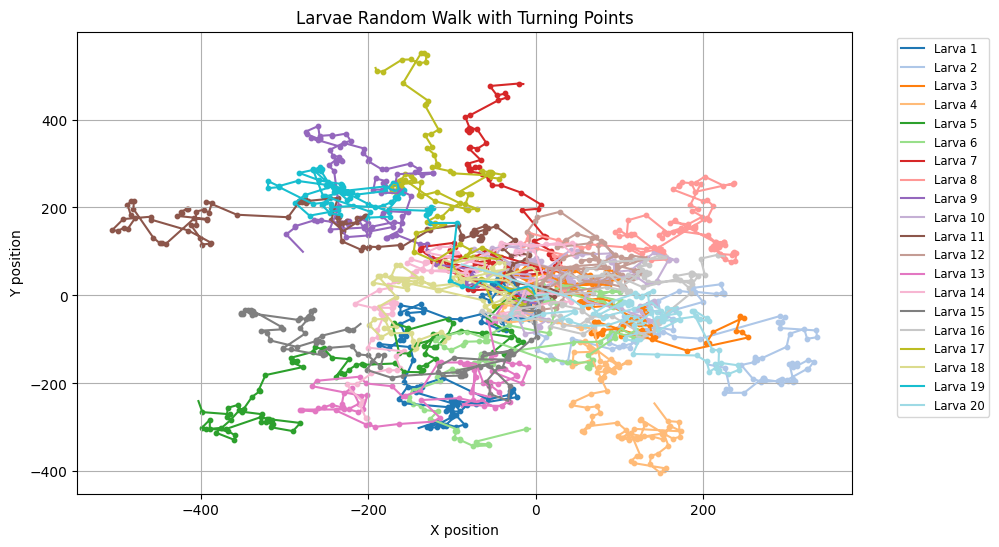 Larvae Random Walk with Turning Points
Y position
400
200
0
−200
−400
−400
−200
0
200
X position
Larva 1
Larva 2
Larva 3
Larva 4
Larva 5
Larva 6
Larva 7
Larva 8
Larva 9
Larva 10
Larva 11
Larva 12
Larva 13
Larva 14
Larva 15
Larva 16
Larva 17
Larva 18
Larva 19
Larva 20